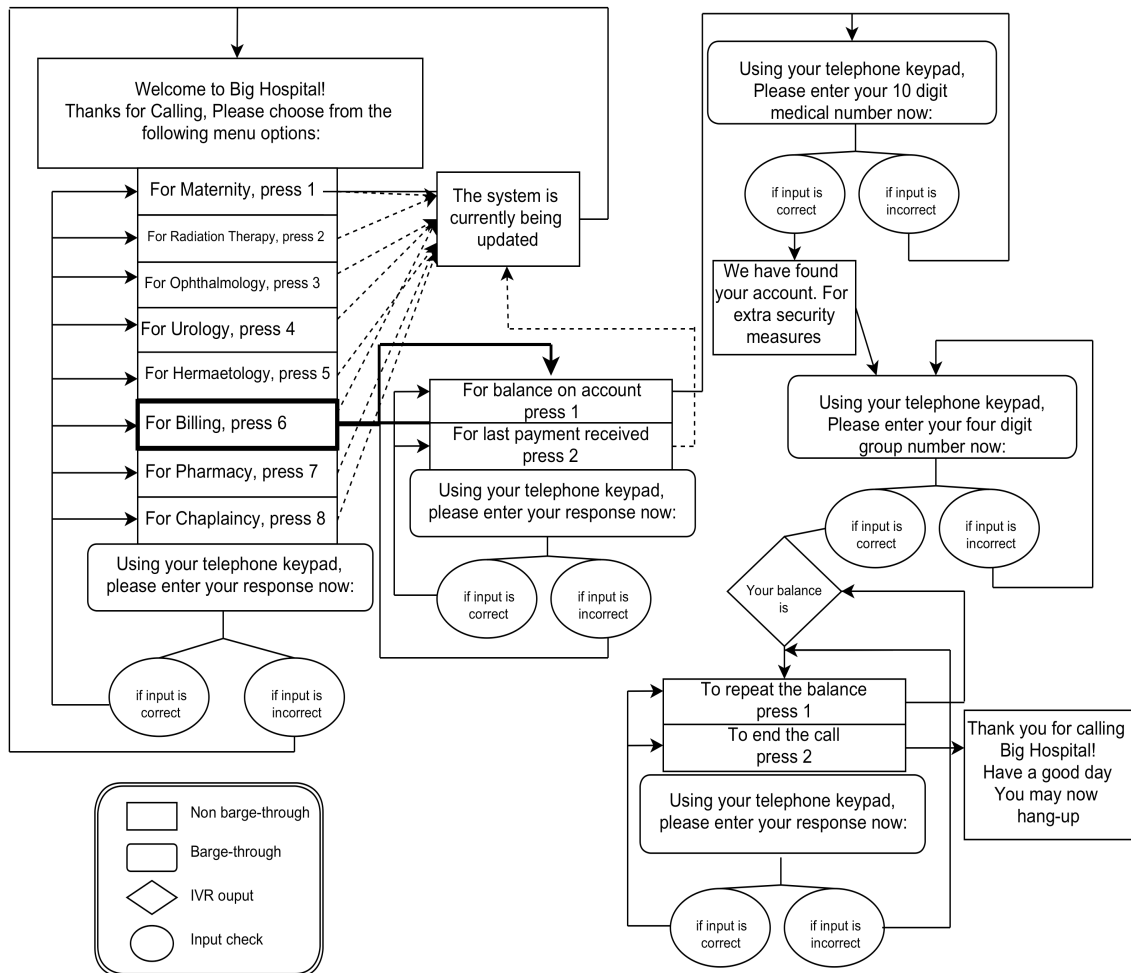 Welcome to Big Hospital!
Thanks for Calling, Please choose from the
following menu options:
For Maternity, press 1
For Radiation Therapy, press 2
For Ophthalmology, press 3
For Urology, press 4
For Hermaetology, press 5
For Billing, press 6
For Pharmacy, press 7
For Chaplaincy, press 8
Using your telephone keypad,
please enter your response now:
if input is
correct
if input is
incorrect
The system is
currently being
updated
For balance on account
press 1
For last payment received
press 2
Using your telephone keypad,
please enter your response now:
if input is
correct
if input is
incorrect
Using your telephone keypad,
Please enter your 10 digit
medical number now:
if input is
correct
if input is
incorrect
We have found
your account. For
extra security
measures
Using your telephone keypad,
Please enter your four digit
group number now:
if input is
correct
if input is
incorrect
Your balance
is
To repeat the balance
press 1
To end the call
press 2
Using your telephone keypad,
please enter your response now:
if input is
correct
if input is
incorrect
Thank you for calling
Big Hospital!
Have a good day
You may now
hang-up
Non barge-through
Barge-through
IVR ouput
Input check